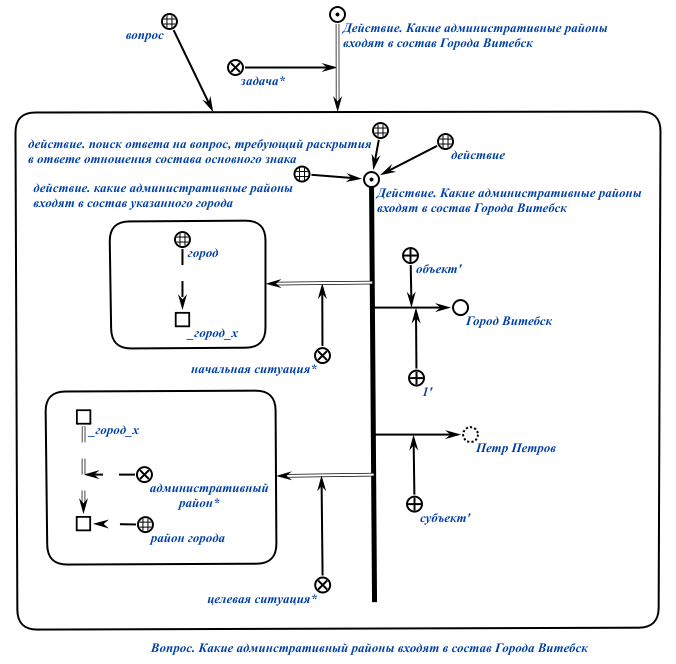 Действие. Какие административные районы
входят в состав Города Витебск
вопрос
задача*
действие. поиск ответа на вопрос, требующий раскрытия
в ответе отношения состава основного знака
действие
действие. какие административные районы
входят в состав указанного города
Действие. Какие административные районы
входят в состав Города Витебск
город
_город_x
объект'
Город Витебск
начальная ситуация*
1'
_город_x
административный
район*
район города
Петр Петров
субъект'
целевая ситуация*
Вопрос. Какие админстративный районы входят в состав Города Витебск